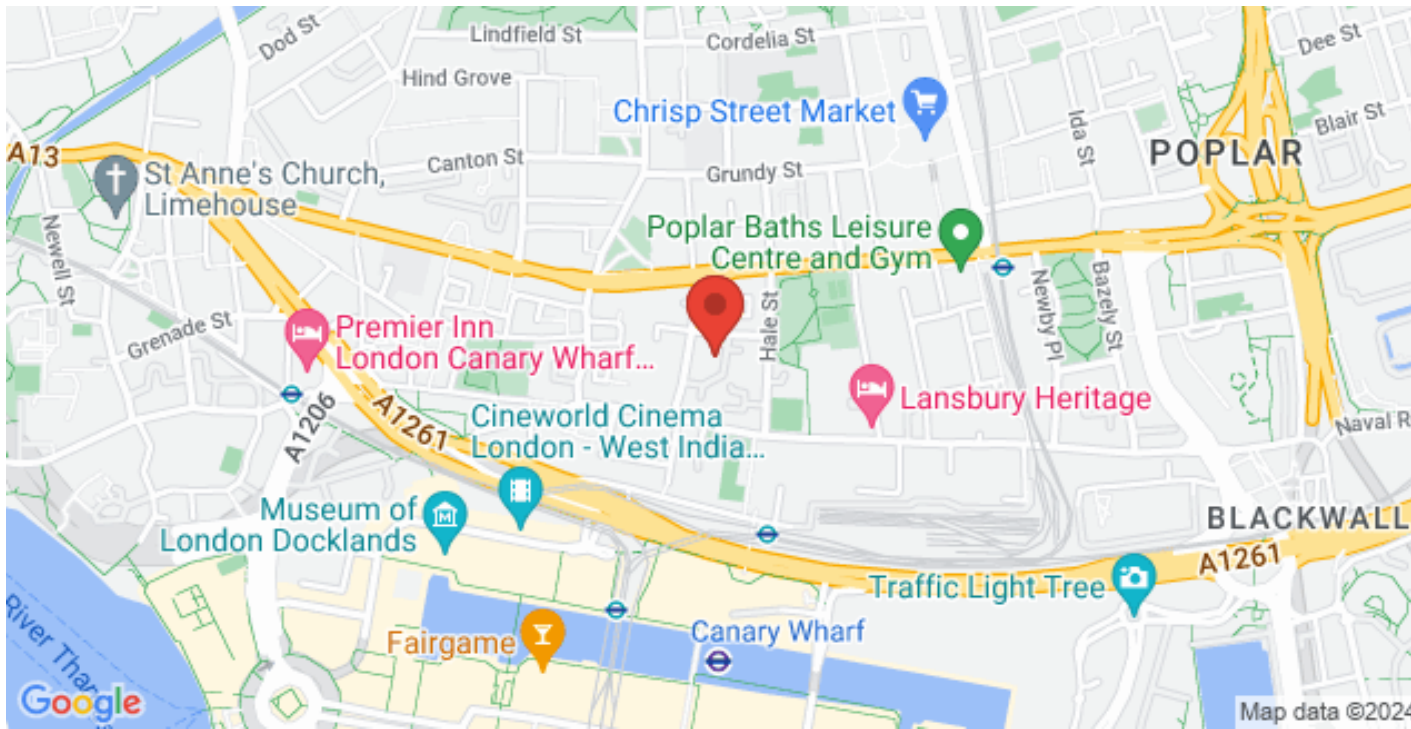 Dod St
Lindfield St
Cordelia St
Dee St
Hind Grove
Chrisp Street Market
Ida St
Blair St
A13
St Anne's Church,
Limehouse
Canton St
Grundy St
POPLAR
Newell St
Poplar Baths Leisure
Centre and Gym
Grenade St
Premier Inn
London Canary Wharf...
Hale St
Newby Pl
Bazely St
A1206
A1261
Cineworld Cinema
London - West India...
Lansbury Heritage
Naval R
Museum of
London Docklands
BLACKWALL
A1261
Traffic Light Tree
River Tha
Fairgame
Canary Wharf
Google
Map data ©2024